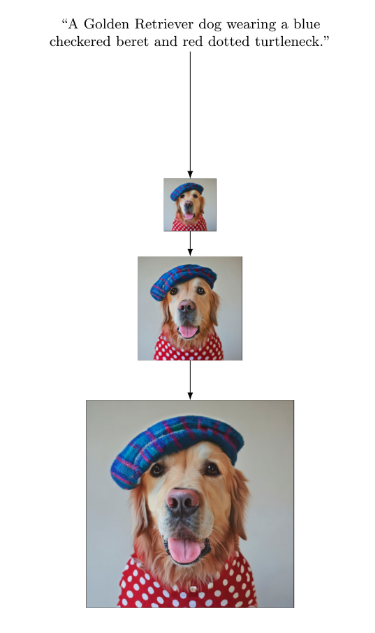 “A Golden Retriever dog wearing a blue
checkered beret and red dotted turtleneck.”